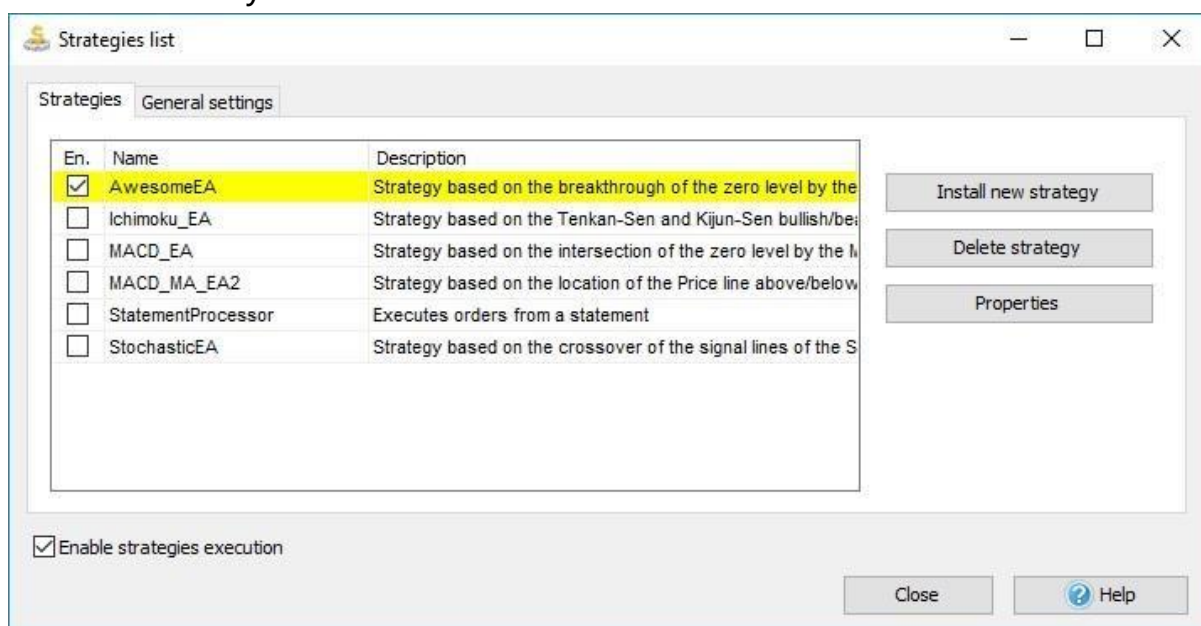 Strategies list
Strategies General settings
En. Name Description
AwesomeEA Strategy based on the breakthrough of the zero level by the
Ichimoku_EA Strategy based on the Tenkan-Sen and Kijun-Sen bullish/bea
MACD_EA Strategy based on the intersection of the zero level by the
MACD_MA_EA2 Strategy based on the location of the Price line above/below
StatementProcessor Executes orders from a statement
StochasticEA Strategy based on the crossover of the signal lines of the S
Install new strategy
Delete strategy
Properties
Enable strategies execution
Close Help